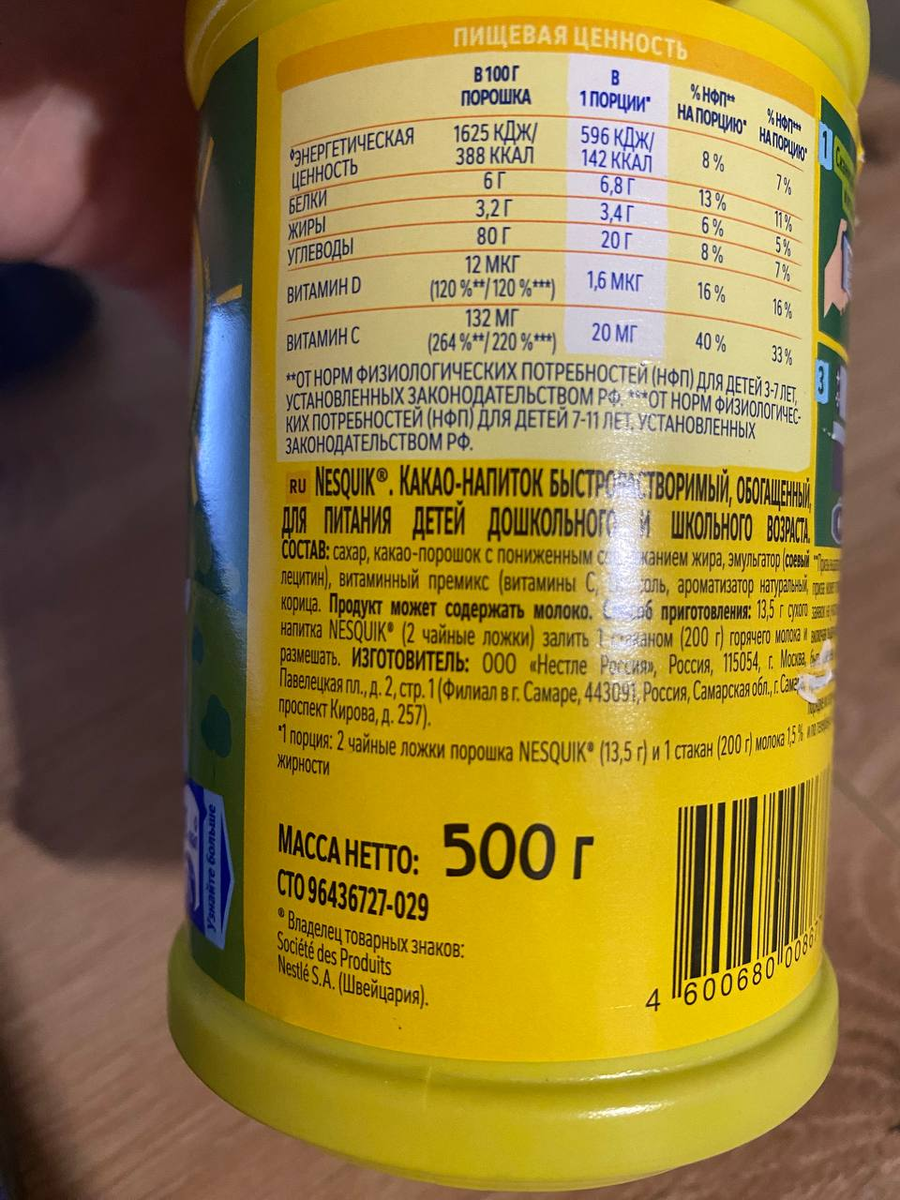 ПИЩЕВАЯ ЦЕННОСТЬ
В 100 Г ПОРОШКА
В 1 ПОРЦИИ*
% НФП** НА ПОРЦИЮ*
% НФП*** НА ПОРЦИЮ*
ЭНЕРГЕТИЧЕСКАЯ ЦЕННОСТЬ 1625 КДЖ/ 388 ККАЛ 596 КДЖ/ 142 ККАЛ 8 % 7 %
БЕЛКИ 6 Г 6,8 Г 13 % 11 %
ЖИРЫ 3,2 Г 3,4 Г 6 % 5 %
УГЛЕВОДЫ 80 Г 20 Г 8 % 7 %
ВИТАМИН D 12 МКГ (120 %**/120 %***) 1,6 МКГ 16 % 16 %
ВИТАМИН C 132 МГ (264 %**/220 %***) 20 МГ 40 % 33 %
**ОТ НОРМ ФИЗИОЛОГИЧЕСКИХ ПОТРЕБНОСТЕЙ (НФП) ДЛЯ ДЕТЕЙ 3-7 ЛЕТ,
УСТАНОВЛЕННЫХ ЗАКОНОДАТЕЛЬСТВОМ РФ. ***ОТ НОРМ ФИЗИОЛОГИЧЕС-
КИХ ПОТРЕБНОСТЕЙ (НФП) ДЛЯ ДЕТЕЙ 7-11 ЛЕТ, УСТАНОВЛЕННЫХ
ЗАКОНОДАТЕЛЬСТВОМ РФ.
RU NESQUIK®. КАКАО-НАПИТОК БЫСТРОРАСТВОРИМЫЙ, ОБОГАЩЕННЫЙ,
ДЛЯ ПИТАНИЯ ДЕТЕЙ ДОШКОЛЬНОГО И ШКОЛЬНОГО ВОЗРАСТА.
СОСТАВ: сахар, какао-порошок с пониженным содержанием жира, эмульгатор (соевый
лецитин), витаминный премикс (витамины С, соль, ароматизатор натуральный,
корица. Продукт может содержать молоко. Способ приготовления: 13,5 г сухого
напитка NESQUIK® (2 чайные ложки) залить 1 стаканом (200 г) горячего молока и
размешать. ИЗГОТОВИТЕЛЬ: ООО «Нестле Россия», Россия, 115054, г. Москва,
Павелецкая пл., д. 2, стр. 1 (Филиал в г. Самаре, 443091, Россия, Самарская обл., г.
проспект Кирова, д. 257).
*1 порция: 2 чайные ложки порошка NESQUIK® (13,5 г) и 1 стакан (200 г) молока 1,5 %
жирности
МАССА НЕТТО: 500 г
СТО 96436727-029
® Владелец товарных знаков:
Société des Produits
Nestlé S.A. (Швейцария).
Узнайте больше
1
3
4 600680 008